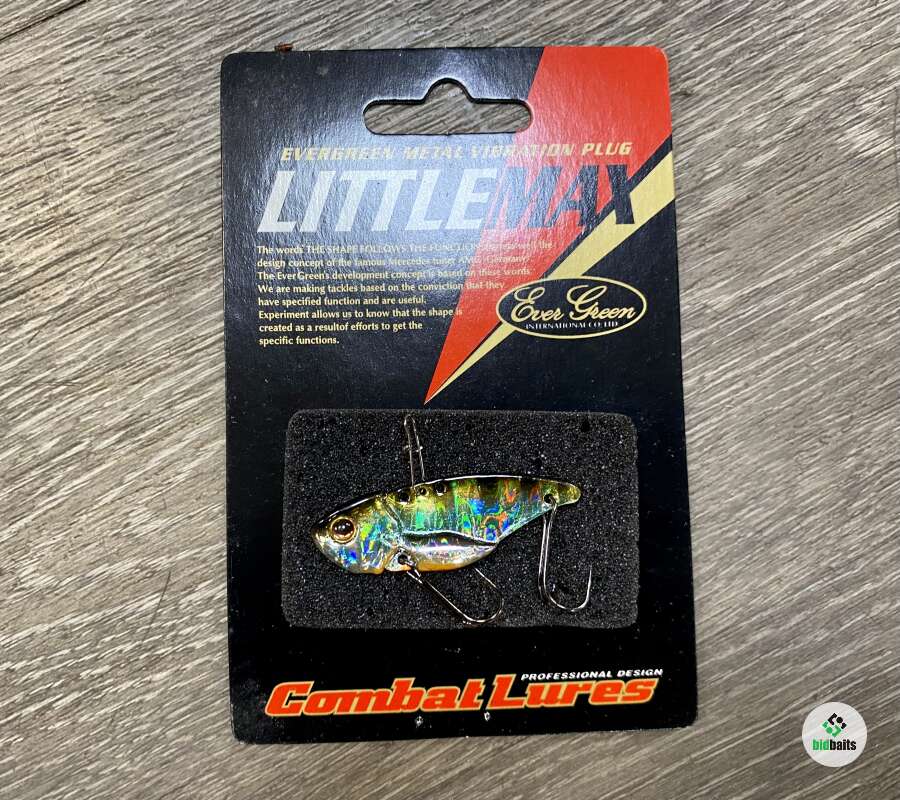 EVERGREEN METAL VIBRATION PLUG
LITTLEMAX
The words THE SHAPE FOLLOWS THE FUNCTION the
design concept of the famous Mercedes tuner AMG, Germany.
The Ever Green's development concept is based on these words.
We are making tackles based on the conviction that they
have specified function and are useful.
Experiment allows us to know that the shape is
created as a resultof efforts to get the
specific functions.
Ever Green
INTERNATIONAL CO., LTD
PROFESSIONAL DESIGN
Combat Lures
bidbaits